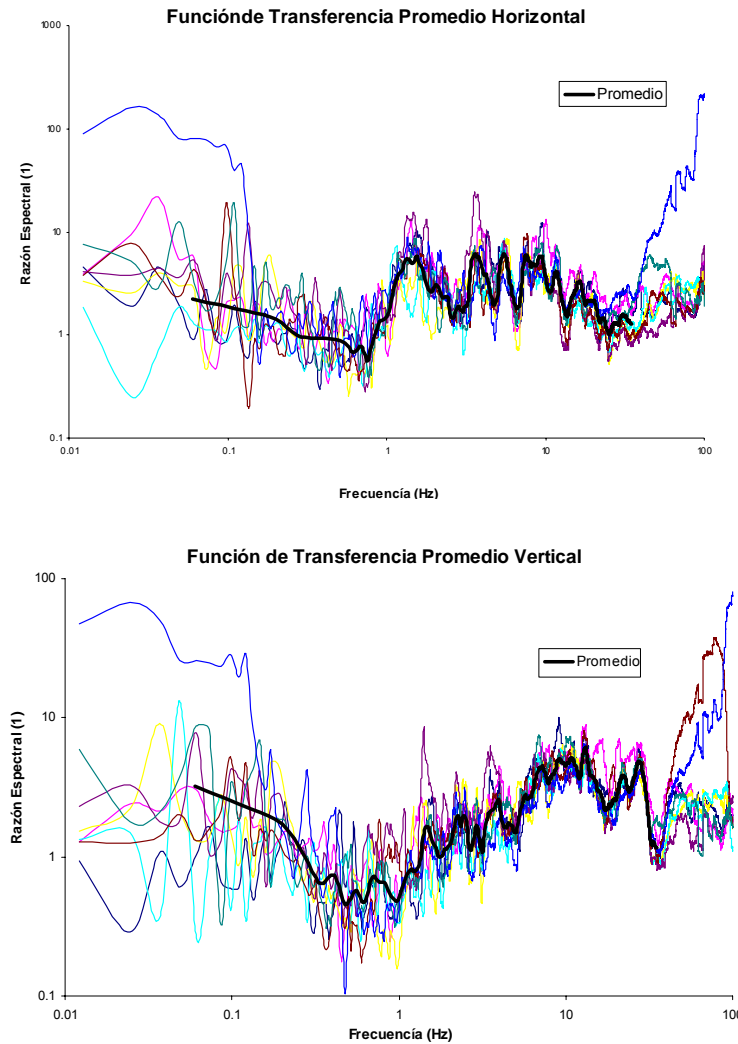 Funciónde Transferencia Promedio Horizontal
1000
Promedio
100
Razón Espectral (1)
10
1
0.1
0.01 0.1 1 10 100
Frecuencía (Hz)
Función de Transferencia Promedio Vertical
100
Promedio
10
Razón Espectral (1)
1
0.1
0.01 0.1 1 10 100
Frecuencía (Hz)